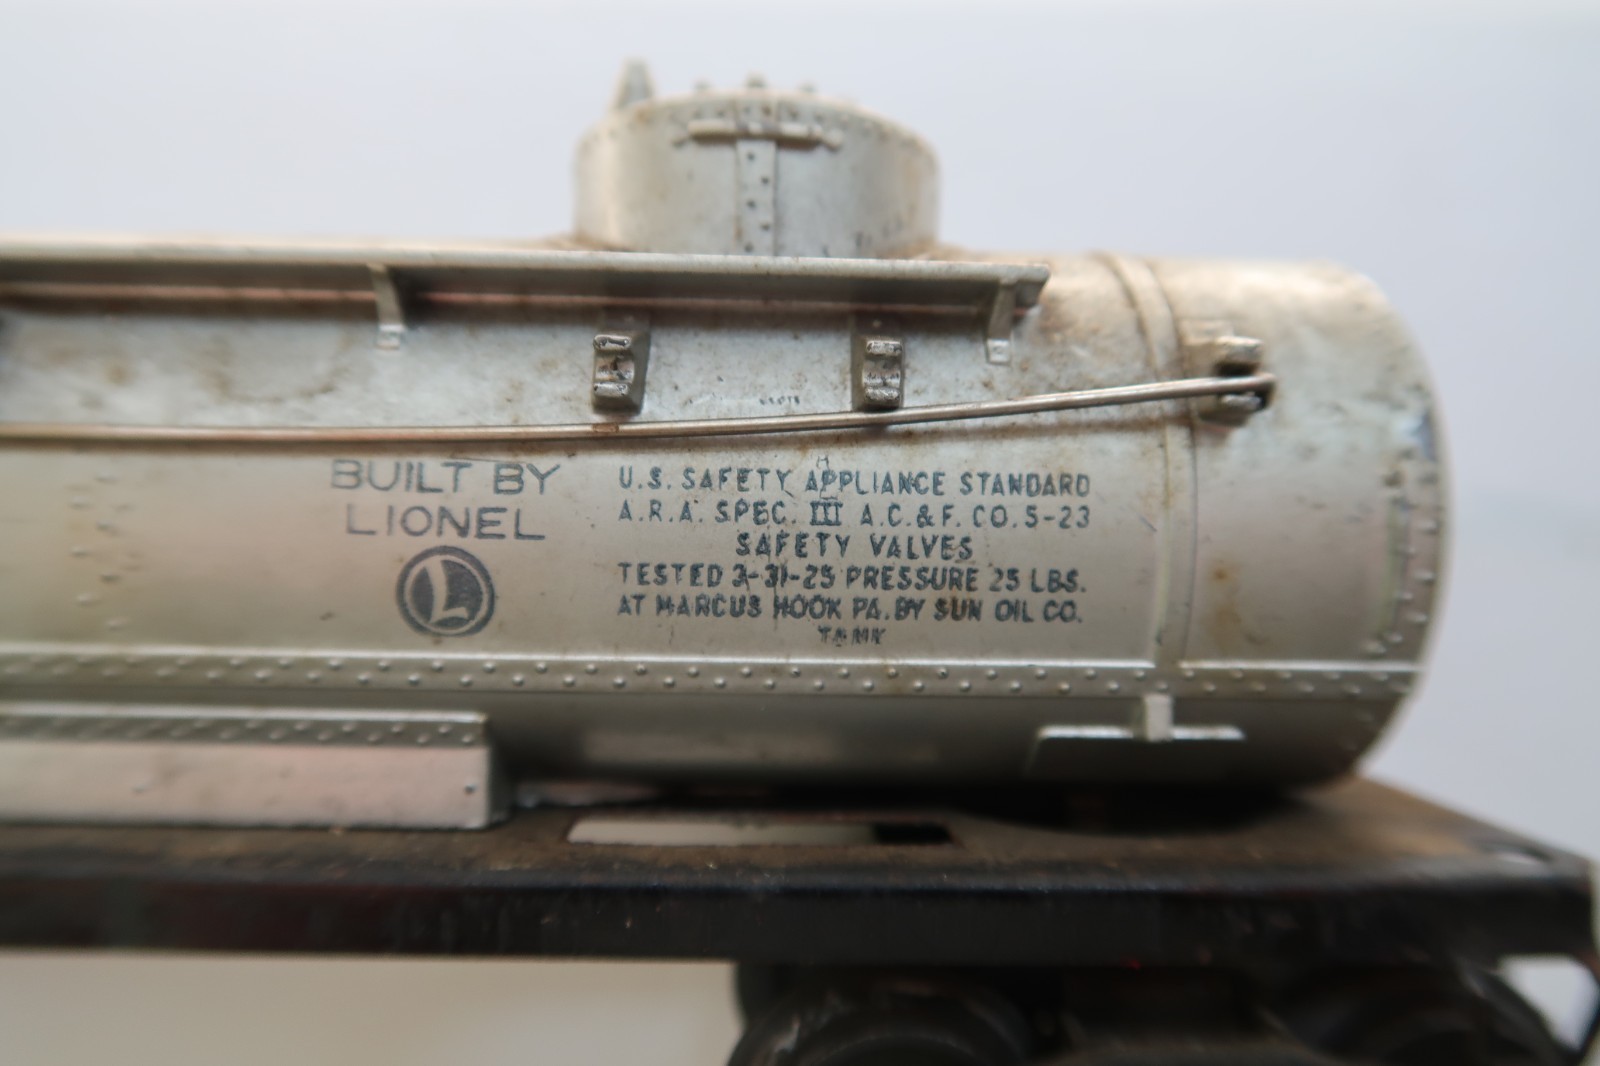 BUILT BY
LIONEL
L
U.S. SAFETY APPLIANCE STANDARD
A.R.A. SPEC. III A.C.&F. CO. 5-23
SAFETY VALVES
TESTED 3-31-25 PRESSURE 25 LBS.
AT MARCUS HOOK PA. BY SUN OIL CO.
TANK